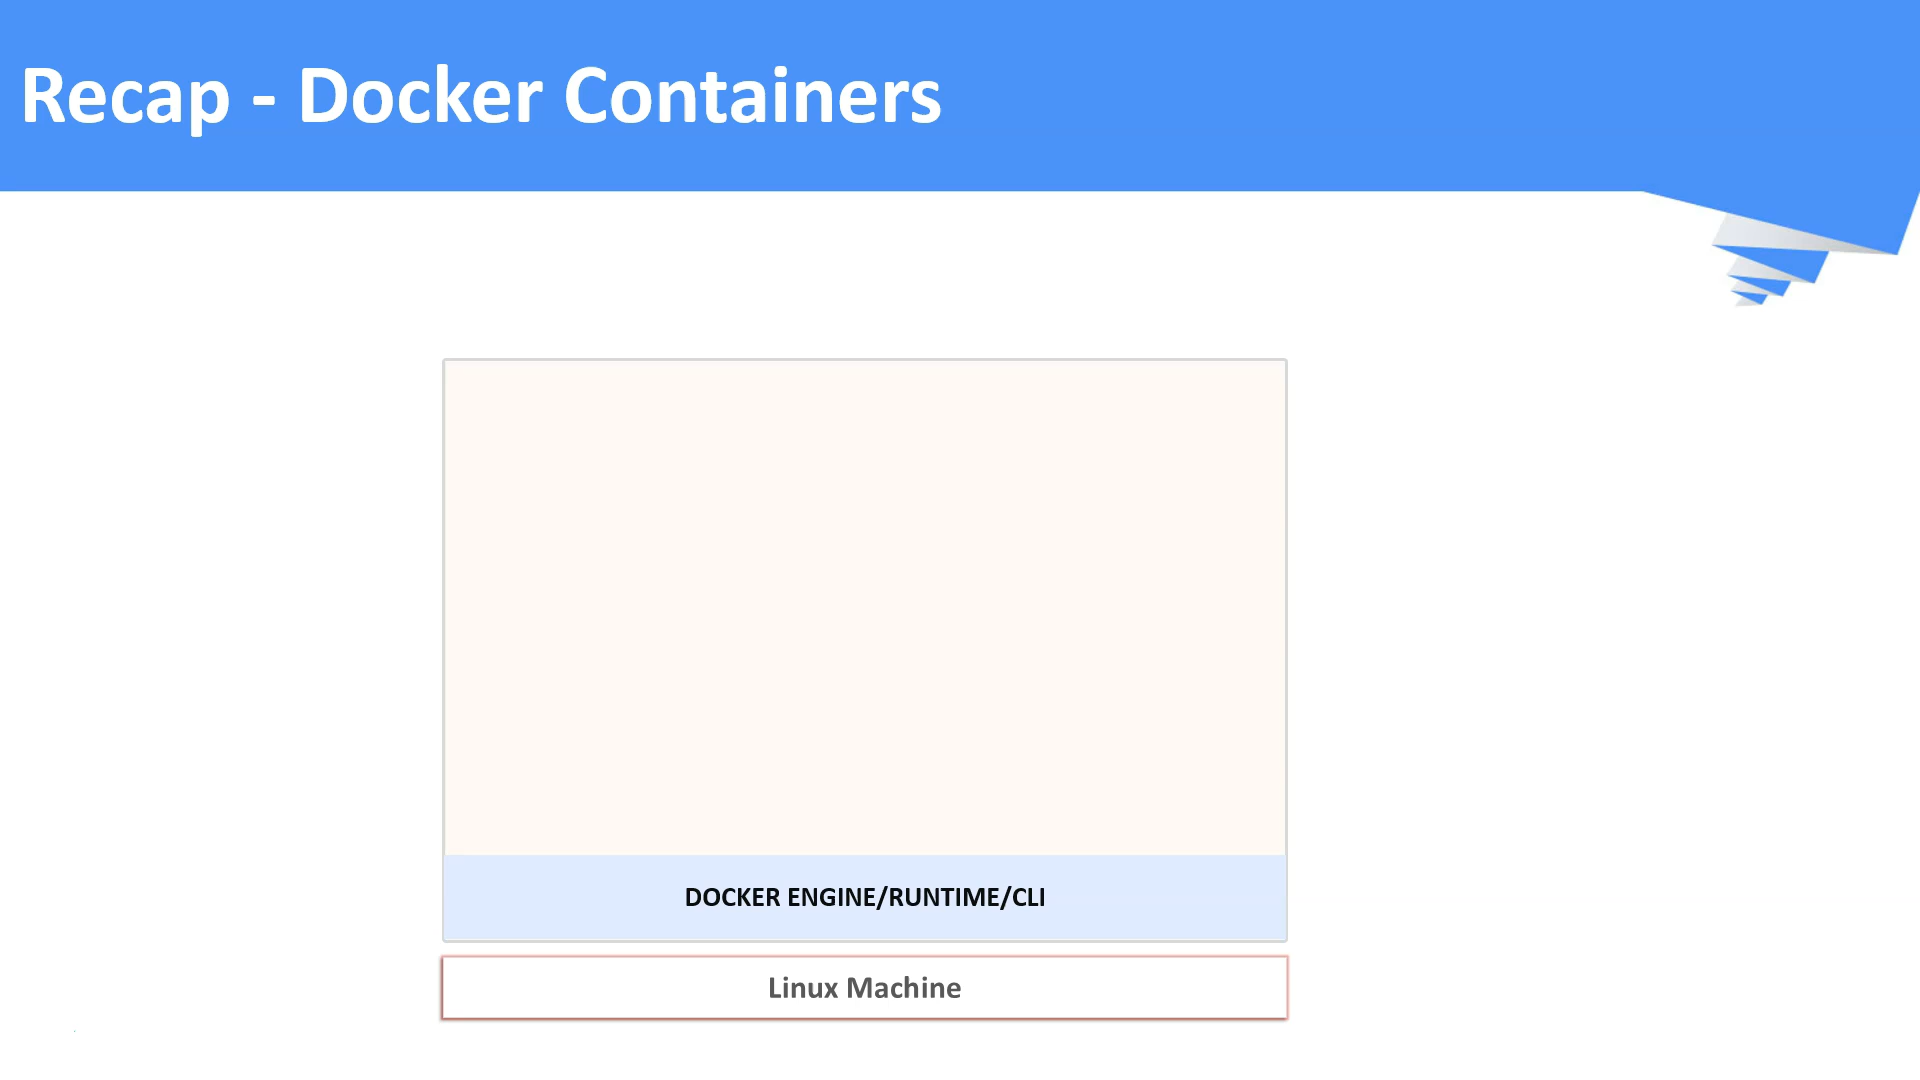 Recap - Docker Containers
DOCKER ENGINE/RUNTIME/CLI
Linux Machine